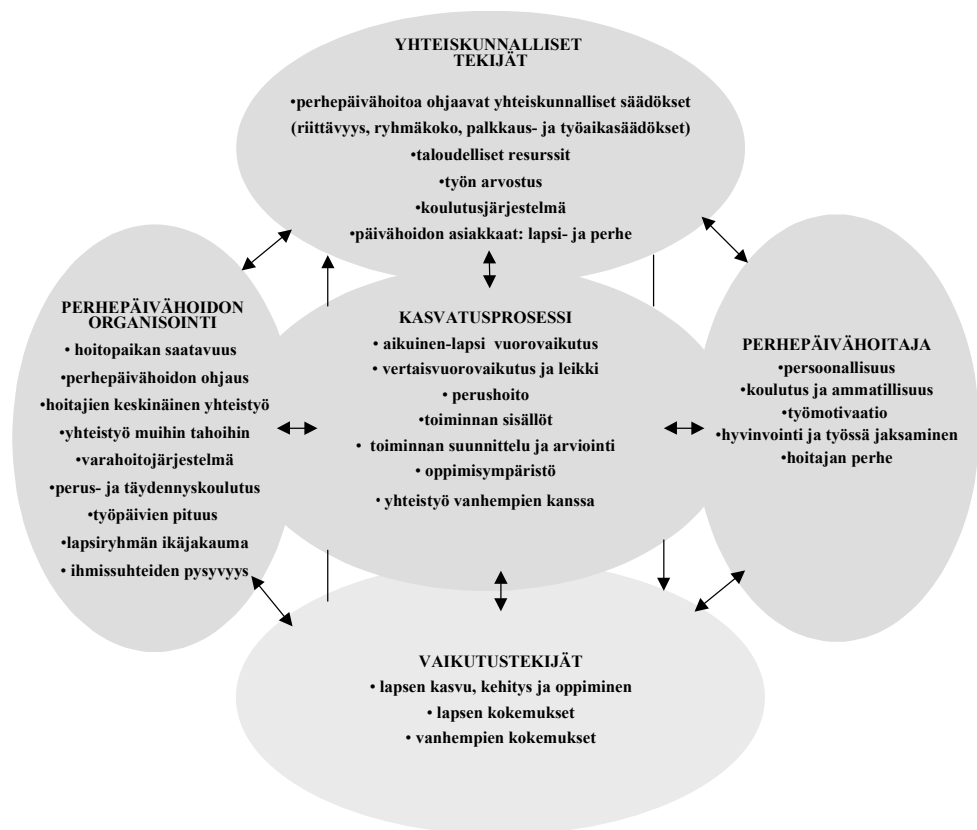 YHTEISKUNNALLISET
TEKIJÄT
•perhepäivähoitoa ohjaavat yhteiskunnalliset säädökset
(riittävyys, ryhmäkoko, palkkaus- ja työaikasäädökset)
•taloudelliset resurssit
•työn arvostus
•koulutusjärjestelmä
•päivähoidon asiakkaat: lapsi- ja perhe
PERHEPÄIVÄHOIDON
ORGANISOINTI
• hoitopaikan saatavuus
•perhepäivähoidon ohjaus
•hoitajien keskinäinen yhteistyö
•yhteistyö muihin tahoihin
•varahoitojärjestelmä
•perus- ja täydennyskoulutus
•työpäivien pituus
•lapsiryhmän ikäjakauma
• ihmissuhteiden pysyvyys
KASVATUSPROSESSI
• aikuinen-lapsi vuorovaikutus
• vertaisvuorovaikutus ja leikki
• perushoito
•toiminnan sisällöt
• toiminnan suunnittelu ja arviointi
• oppimisympäristö
• yhteistyö vanhempien kanssa
PERHEPÄIVÄHOITAJA
•persoonallisuus
•koulutus ja ammatillisuus
•työmotivaatio
•hyvinvointi ja työssä jaksaminen
•hoitajan perhe
VAIKUTUSTEKIJÄT
• lapsen kasvu, kehitys ja oppiminen
• lapsen kokemukset
• vanhempien kokemukset